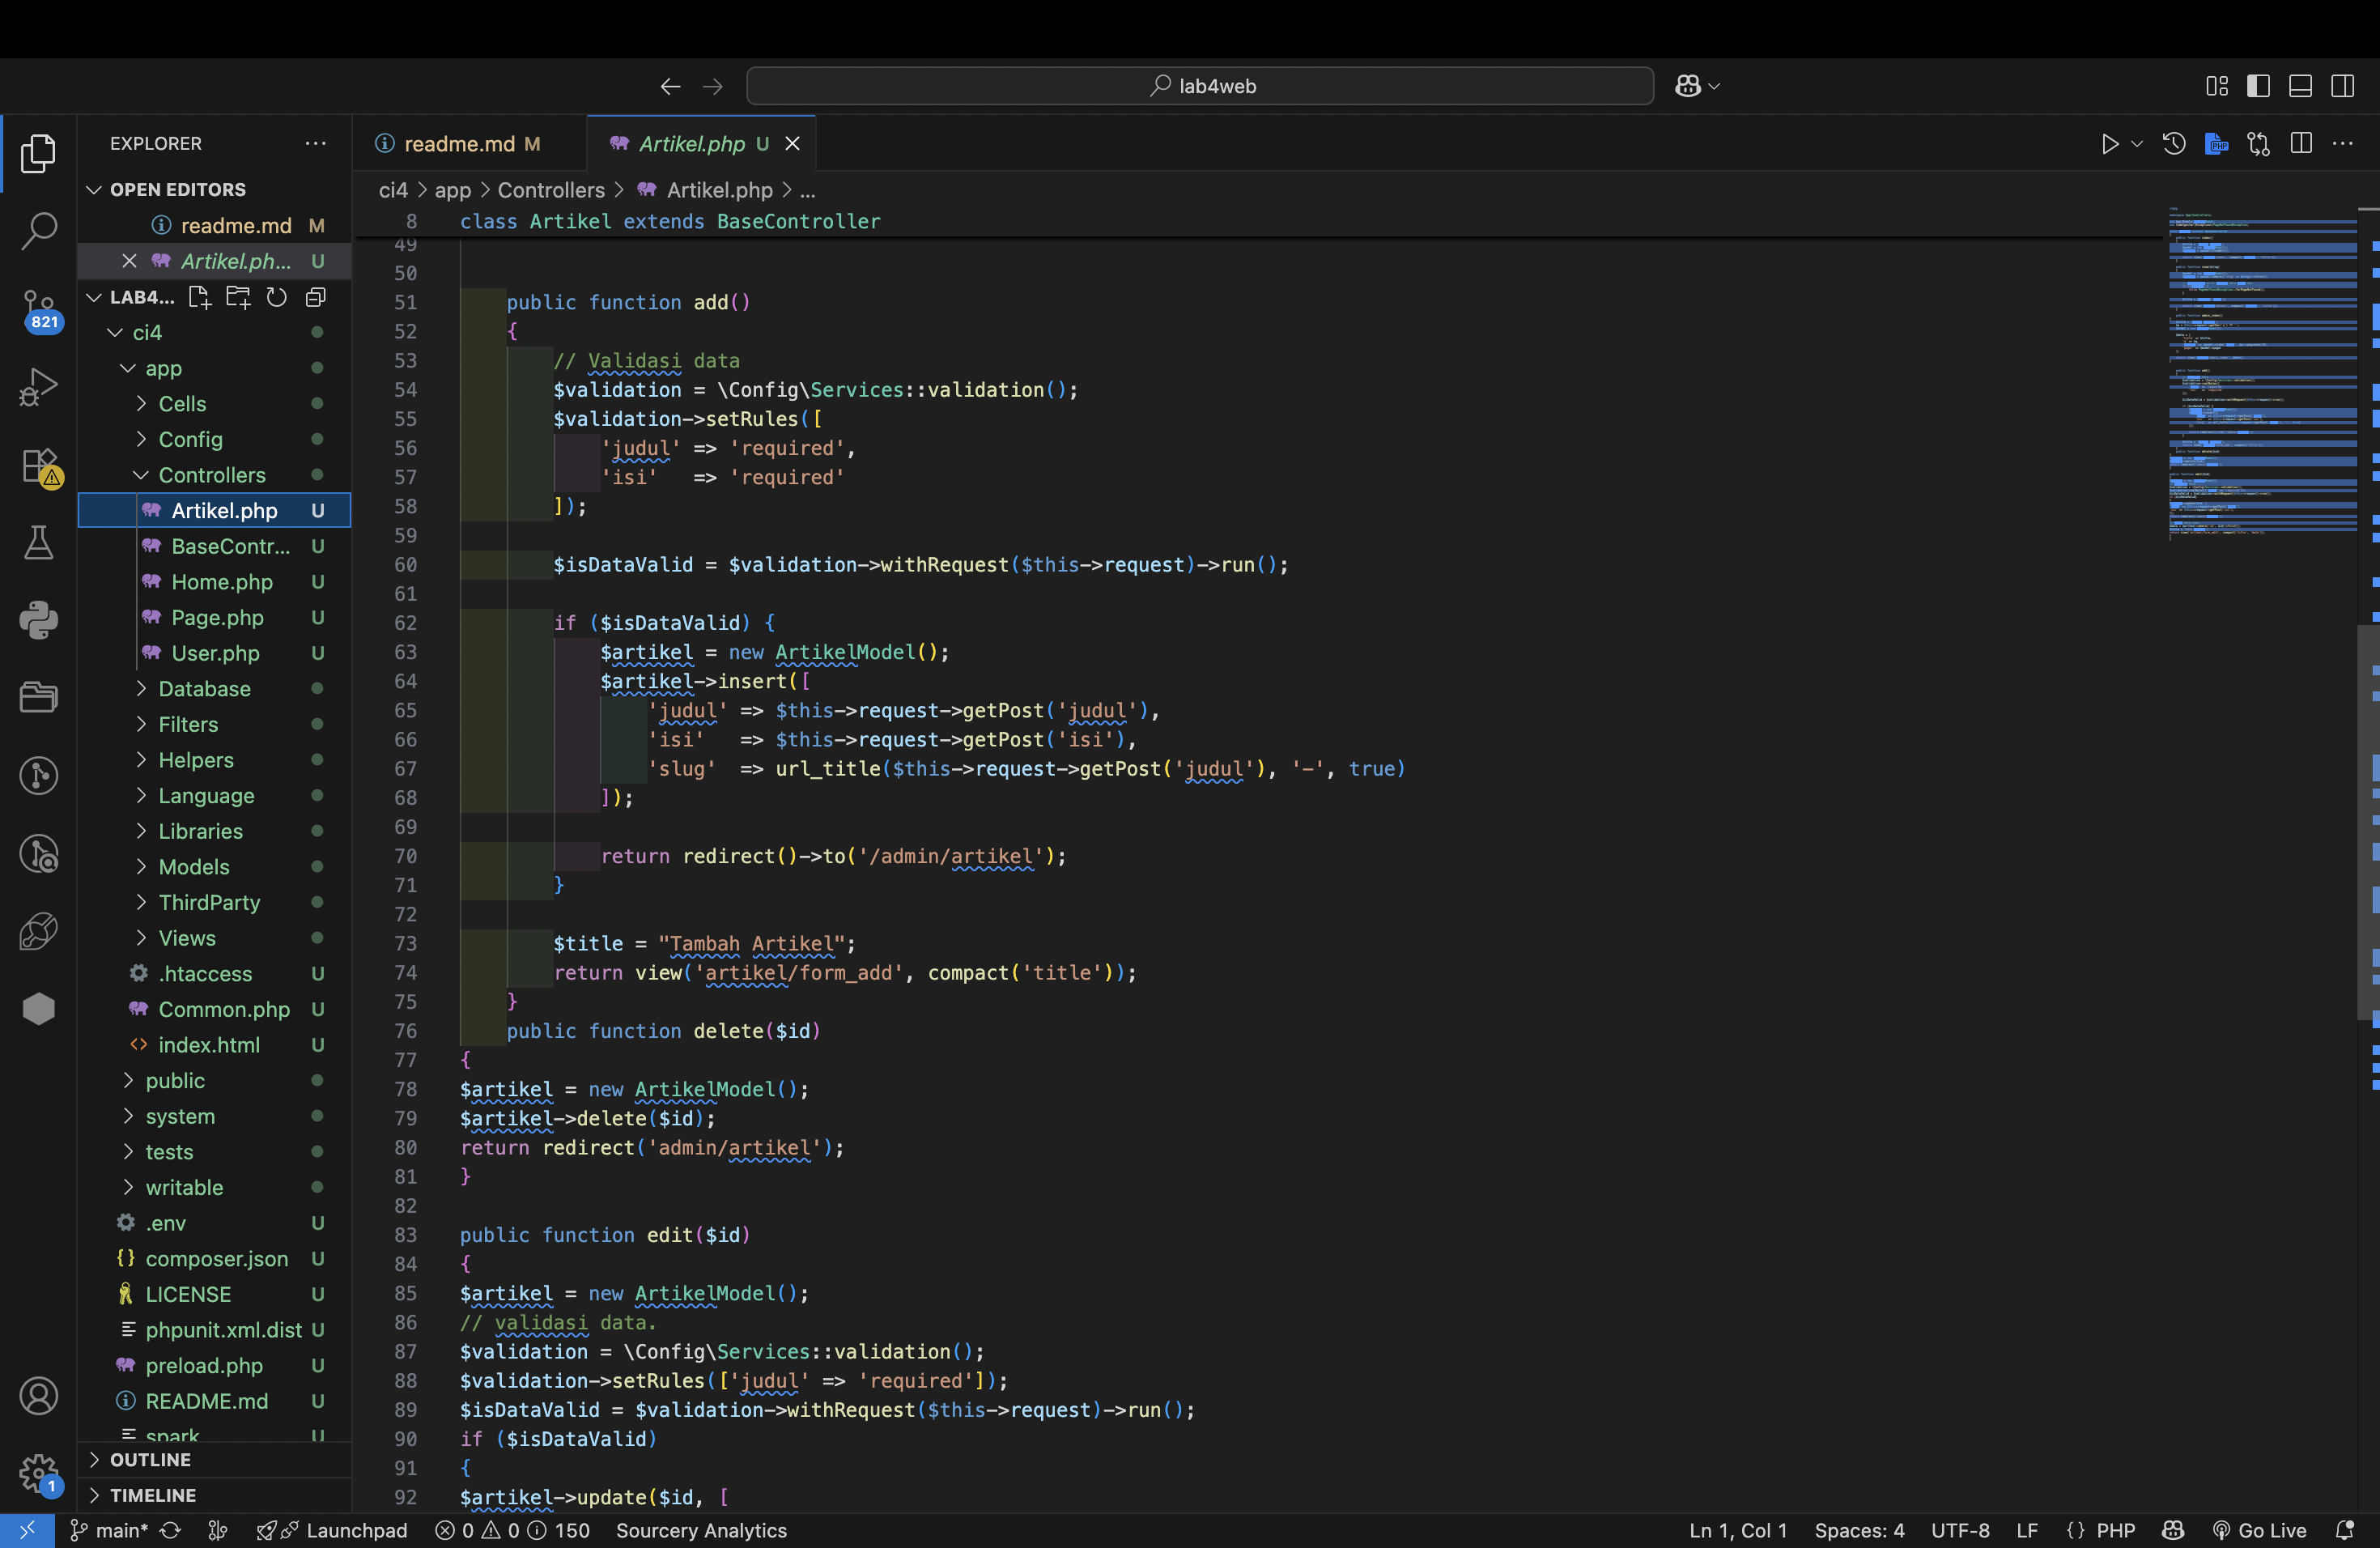 lab4web
EXPLORER
readme.md M
Artikel.php U
OPEN EDITORS
readme.md M
Artikel.ph... U
LAB4...
ci4
app
Cells
Config
Controllers
Artikel.php U
BaseContr... U
Home.php U
Page.php U
User.php U
Database
Filters
Helpers
Language
Libraries
Models
ThirdParty
Views
.htaccess U
Common.php U
index.html U
public
system
tests
writable
.env U
composer.json U
LICENSE U
phpunit.xml.dist U
preload.php U
README.md U
spark U
OUTLINE
TIMELINE
821
1
ci4 > app > Controllers > Artikel.php > ...
8 class Artikel extends BaseController
49
50
51 public function add()
52 {
53 // Validasi data
54 $validation = \Config\Services::validation();
55 $validation->setRules([
56 'judul' => 'required',
57 'isi' => 'required'
58 ]);
59
60 $isDataValid = $validation->withRequest($this->request)->run();
61
62 if ($isDataValid) {
63 $artikel = new ArtikelModel();
64 $artikel->insert([
65 'judul' => $this->request->getPost('judul'),
66 'isi' => $this->request->getPost('isi'),
67 'slug' => url_title($this->request->getPost('judul'), '-', true)
68 ]);
69
70 return redirect()->to('/admin/artikel');
71 }
72
73 $title = "Tambah Artikel";
74 return view('artikel/form_add', compact('title'));
75 }
76 public function delete($id)
77 {
78 $artikel = new ArtikelModel();
79 $artikel->delete($id);
80 return redirect('admin/artikel');
81 }
82
83 public function edit($id)
84 {
85 $artikel = new ArtikelModel();
86 // validasi data.
87 $validation = \Config\Services::validation();
88 $validation->setRules(['judul' => 'required']);
89 $isDataValid = $validation->withRequest($this->request)->run();
90 if ($isDataValid)
91 {
92 $artikel->update($id, [
main* Launchpad 0 0 150 Sourcery Analytics Ln 1, Col 1 Spaces: 4 UTF-8 LF {} PHP Go Live